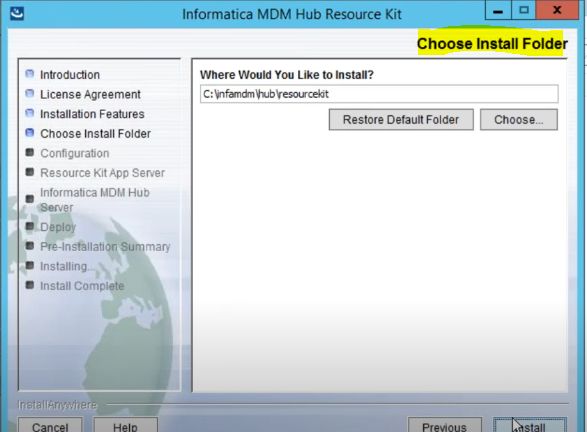 Informatica MDM Hub Resource Kit
Choose Install Folder
Introduction
License Agreement
Installation Features
Choose Install Folder
Configuration
Resource Kit App Server
Informatica MDM Hub
Server
Deploy
Pre-Installation Summary
Installing...
Install Complete
Where Would You Like to Install?
C:\infamdm\hub\resourcekit
Restore Default Folder
Choose...
InstallAnywhere
Cancel
Help
Previous
Install